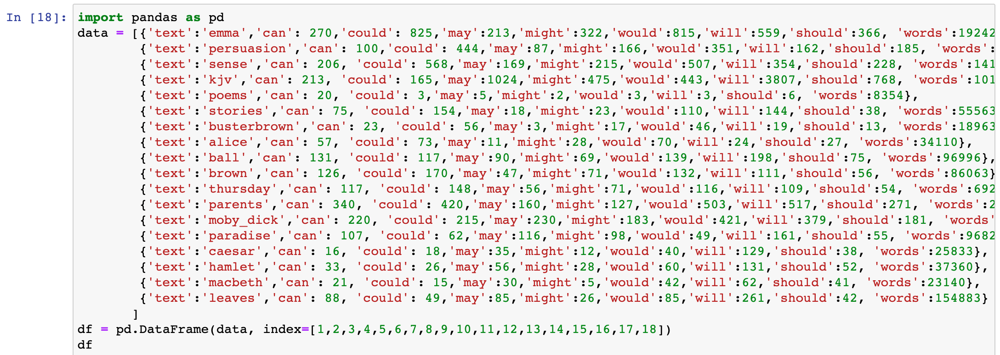 In [18]: import pandas as pd
data = [{'text':'emma','can': 270,'could': 825,'may':213,'might':322,'would':815,'will':559,'should':366, 'words':19242
{'text':'persuasion','can': 100,'could': 444,'may':87,'might':166,'would':351,'will':162,'should':185, 'words':
{'text':'sense','can': 206, 'could': 568,'may':169,'might':215,'would':507,'will':354,'should':228, 'words':141
{'text':'kjv','can': 213, 'could': 165,'may':1024,'might':475,'would':443,'will':3807,'should':768, 'words':101
{'text':'poems','can': 20, 'could': 3,'may':5,'might':2,'would':3,'will':3,'should':6, 'words':8354},
{'text':'stories','can': 75, 'could': 154,'may':18,'might':23,'would':110,'will':144,'should':38, 'words':55563
{'text':'busterbrown','can': 23, 'could': 56,'may':3,'might':17,'would':46,'will':19,'should':13, 'words':18963
{'text':'alice','can': 57, 'could': 73,'may':11,'might':28,'would':70,'will':24,'should':27, 'words':34110},
{'text':'ball','can': 131, 'could': 117,'may':90,'might':69,'would':139,'will':198,'should':75, 'words':96996},
{'text':'brown','can': 126, 'could': 170,'may':47,'might':71,'would':132,'will':111,'should':56, 'words':86063}
{'text':'thursday','can': 117, 'could': 148,'may':56,'might':71,'would':116,'will':109,'should':54, 'words':692
{'text':'parents','can': 340, 'could': 420,'may':160,'might':127,'would':503,'will':517,'should':271, 'words':2
{'text':'moby_dick','can': 220, 'could': 215,'may':230,'might':183,'would':421,'will':379,'should':181, 'words'
{'text':'paradise','can': 107, 'could': 62,'may':116,'might':98,'would':49,'will':161,'should':55, 'words':9682
{'text':'caesar','can': 16, 'could': 18,'may':35,'might':12,'would':40,'will':129,'should':38, 'words':25833},
{'text':'hamlet','can': 33, 'could': 26,'may':56,'might':28,'would':60,'will':131,'should':52, 'words':37360},
{'text':'macbeth','can': 21, 'could': 15,'may':30,'might':5,'would':42,'will':62,'should':41, 'words':23140},
{'text':'leaves','can': 88, 'could': 49,'may':85,'might':26,'would':85,'will':261,'should':42, 'words':154883}
]
df = pd.DataFrame(data, index=[1,2,3,4,5,6,7,8,9,10,11,12,13,14,15,16,17,18])
df